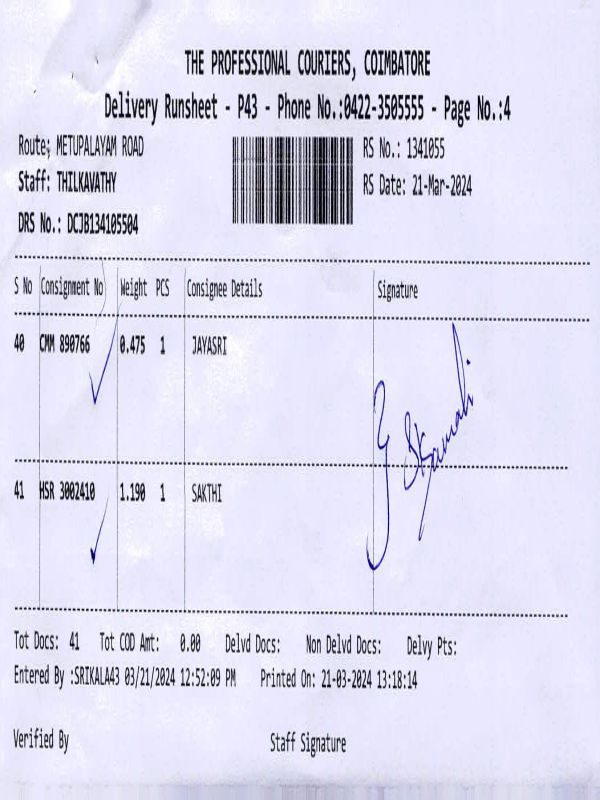 THE PROFESSIONAL COURIERS, COIMBATORE
Delivery Runsheet - P43 - Phone No.:0422-3505555 - Page No.:4
Route; METUPALAYAM ROAD
RS No.: 1341055
Staff: THILKAVATHY
RS Date: 21-Mar-2024
DRS No.: DCJB134105504
S No Consignment No Weight PCS Consignee Details Signature
40 CMM 890766 0.475 1 JAYASRI
41 HSR 3002410 1.190 1 SAKTHI
Tot Docs: 41 Tot COD Amt: 0.00 Delvd Docs: Non Delvd Docs: Delvy Pts:
Entered By :SRIKALA43 03/21/2024 12:52:09 PM Printed On: 21-03-2024 13:18:14
Verified By Staff Signature